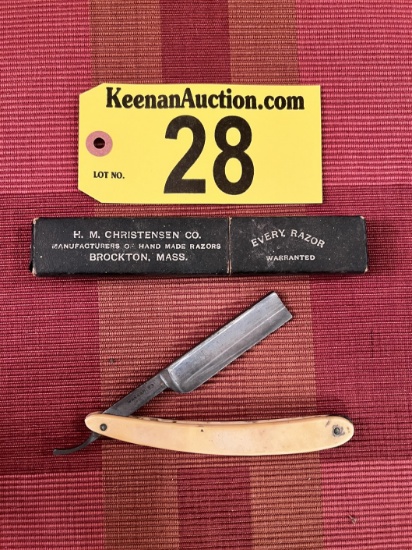 KeenanAuction.com
28
LOT NO.
H. M. CHRISTENSEN CO.
MANUFACTURERS OF HAND MADE RAZORS
BROCKTON, MASS.
EVERY RAZOR
WARRANTED